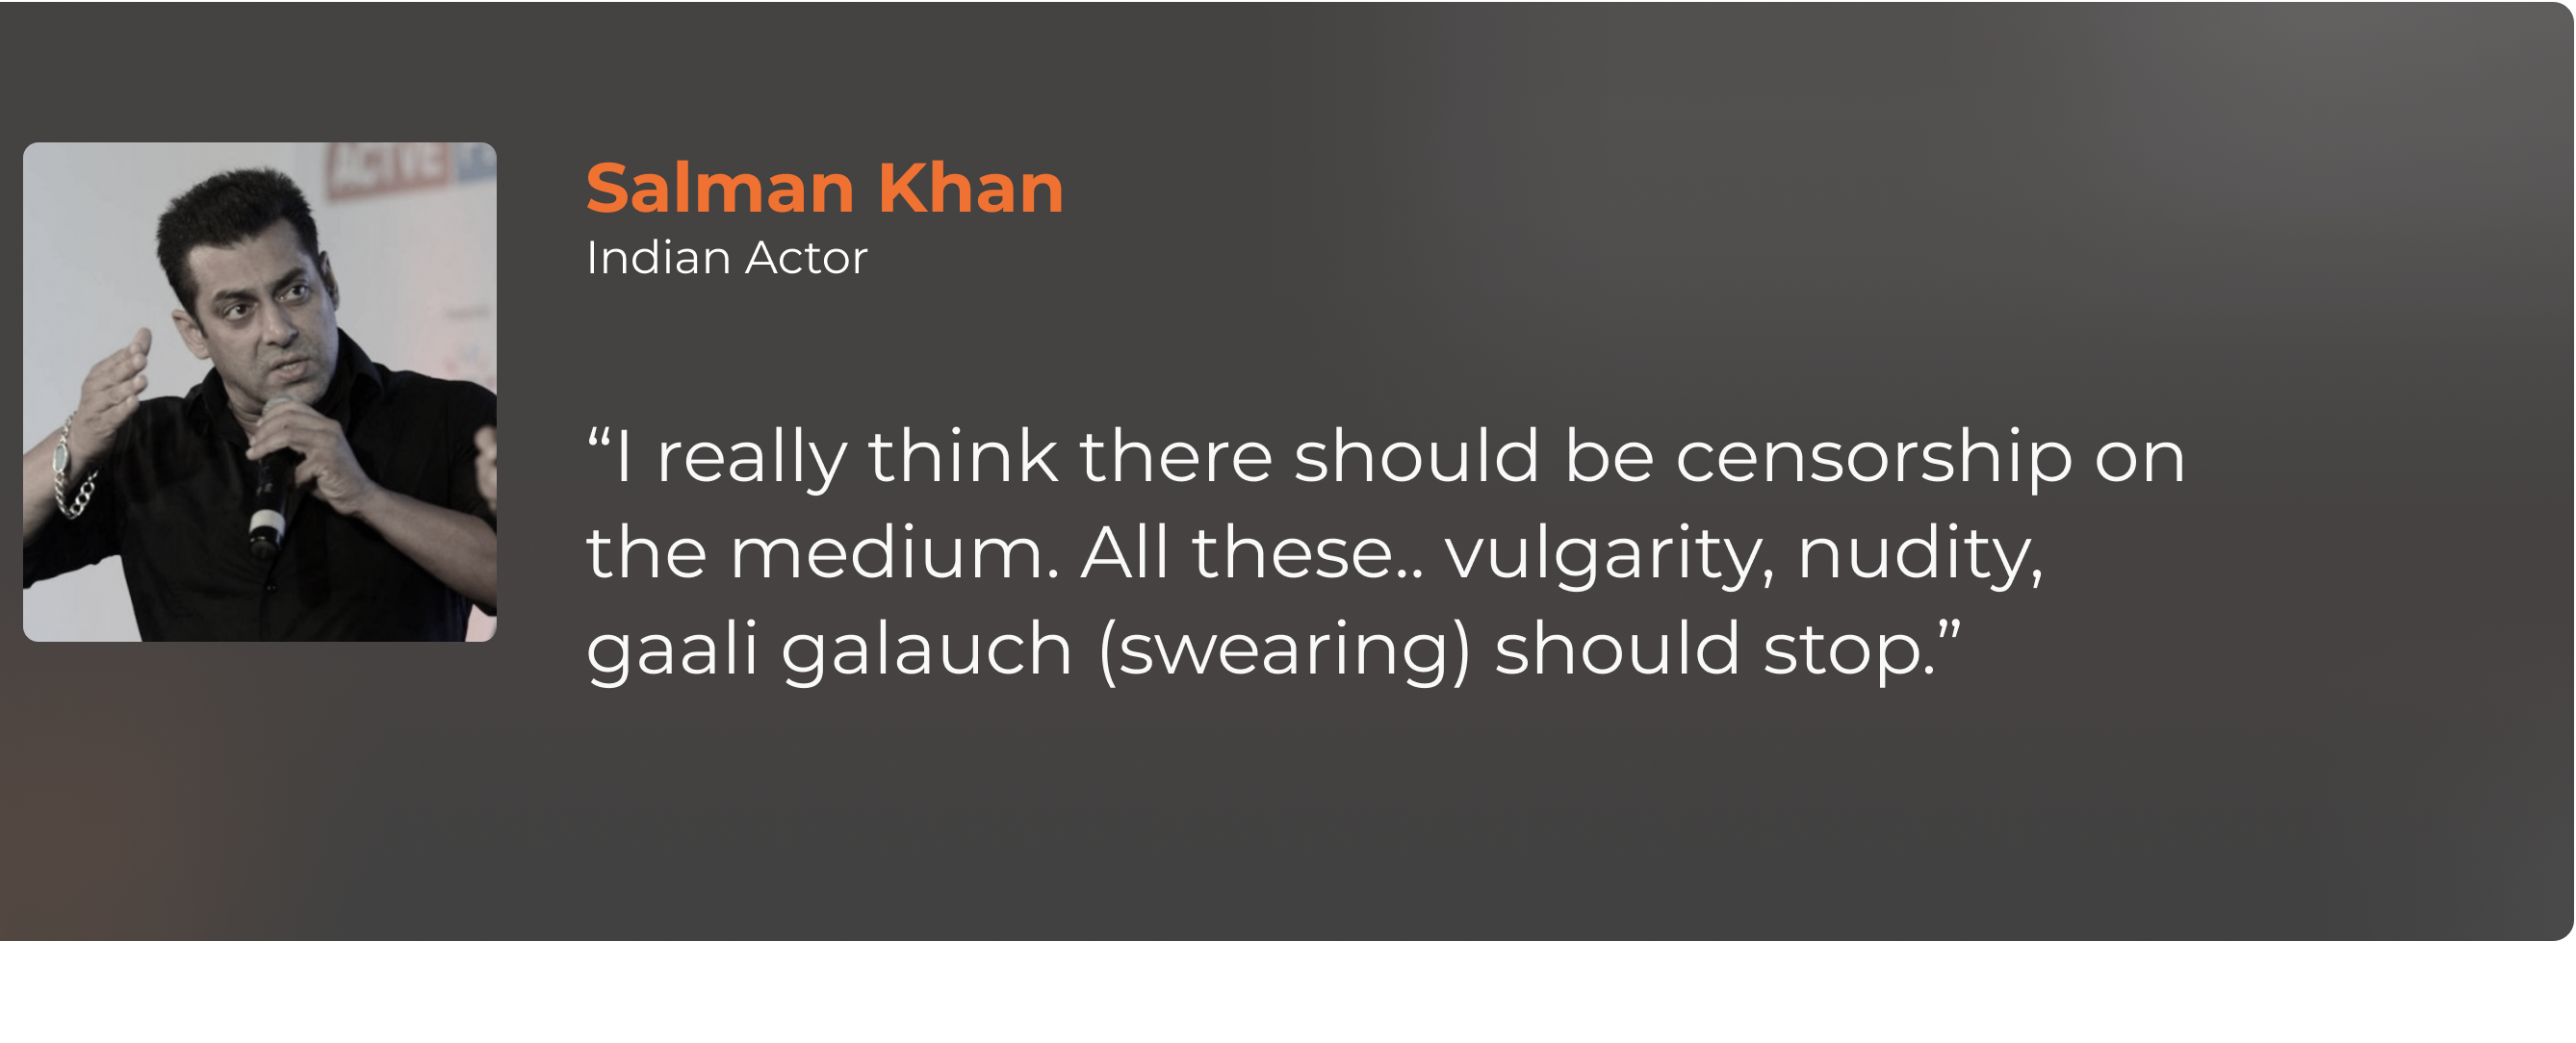 ACTIVE
Salman Khan
Indian Actor
“I really think there should be censorship on
the medium. All these.. vulgarity, nudity,
gaali galauch (swearing) should stop.”